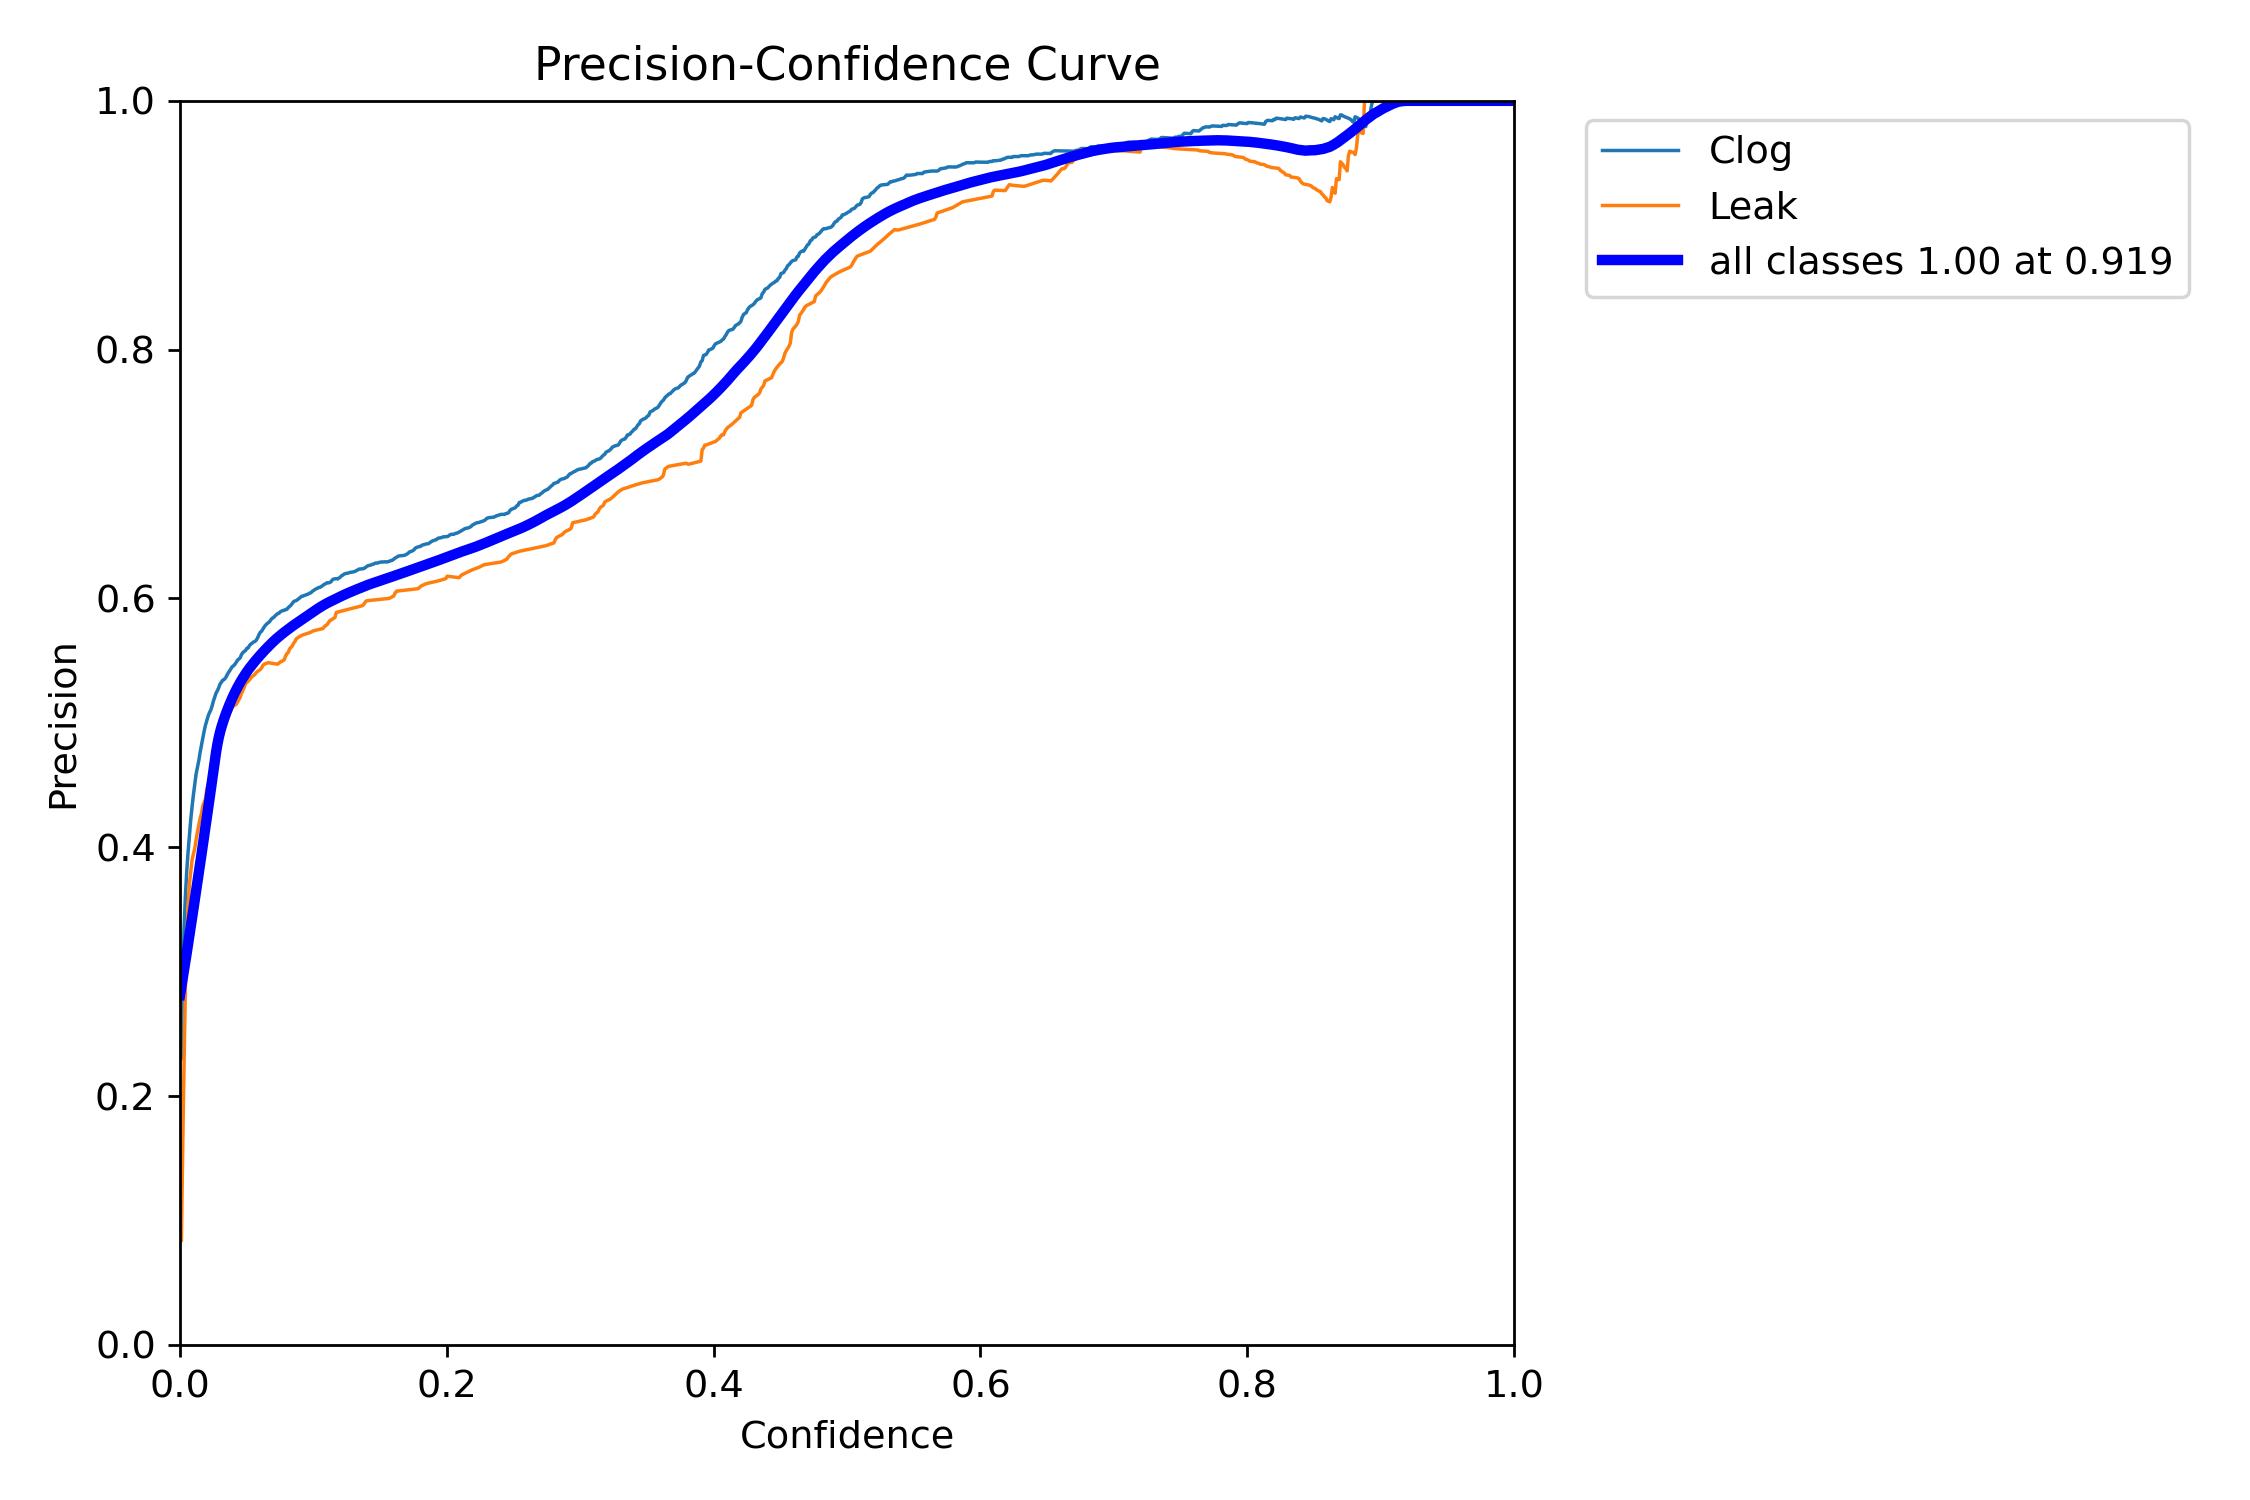 Precision-Confidence Curve
1.0
0.8
0.6
0.4
0.2
0.0
Precision
0.0 0.2 0.4 0.6 0.8 1.0
Confidence
Clog
Leak
all classes 1.00 at 0.919